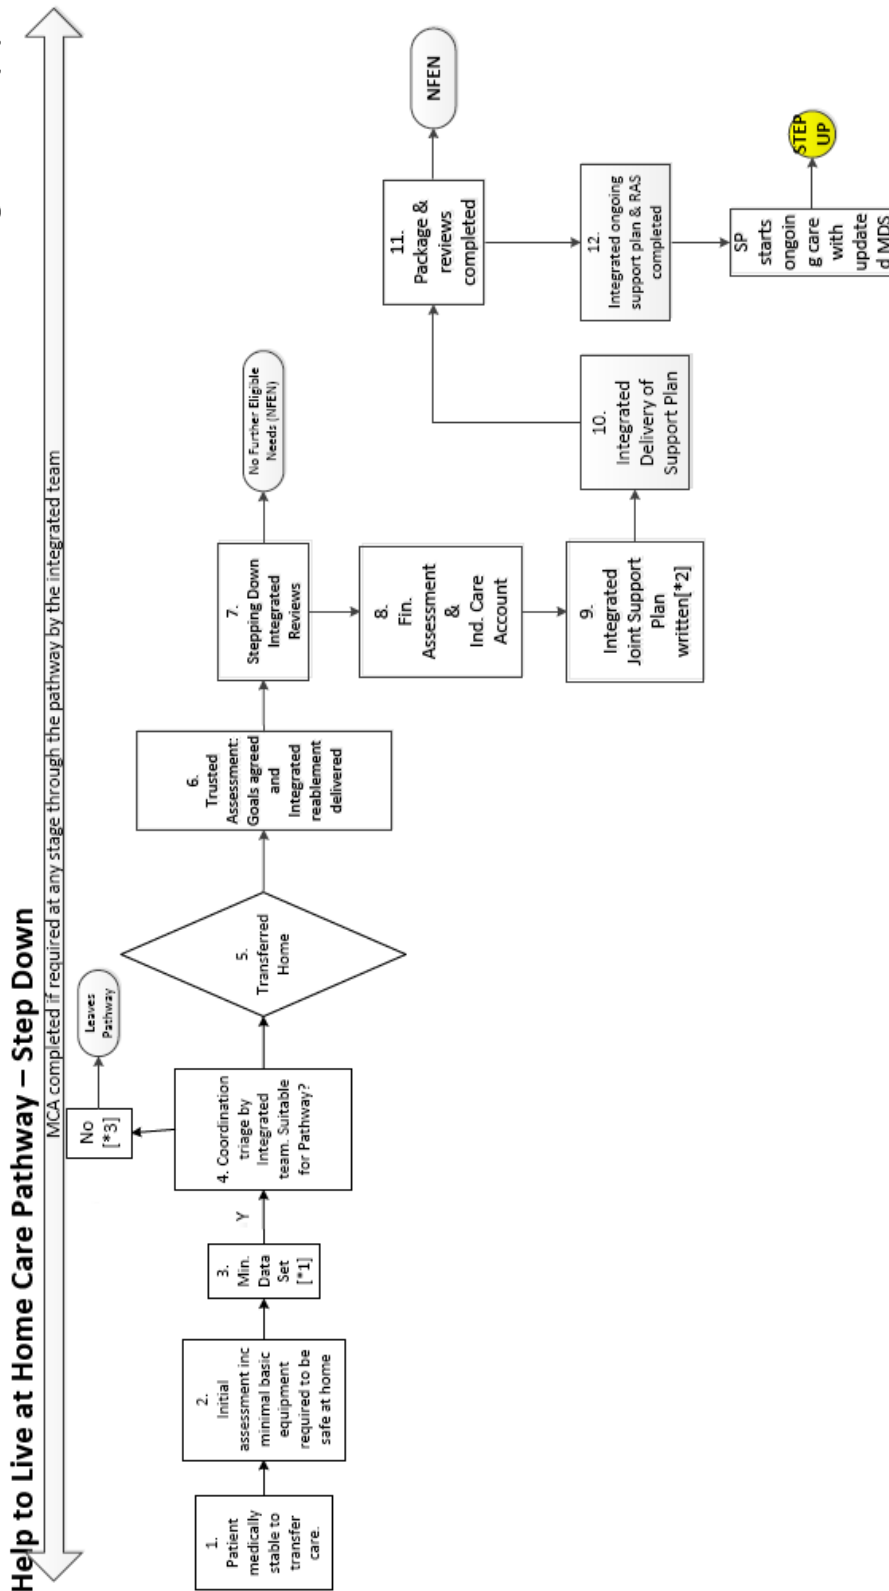 Help to Live at Home Care Pathway – Step Down
MCA completed if required at any stage through the pathway by the integrated team
1.
Patient
medically
stable to
transfer
care.
2.
Initial
assessment inc
minimal basic
equipment
required to be
safe at home
3.
Min.
Data
Set
[*1]
Y
4. Coordination
triage by
Integrated
team. Suitable
for Pathway?
No
[*3]
Leaves
Pathway
5.
Transferred
Home
6.
Trusted
Assessment:
Goals agreed
and
Integrated
reablement
delivered
7.
Stepping Down
Integrated
Reviews
No Further Eligible
Needs (NFEN)
8.
Fin.
Assessment
&
Ind. Care
Account
9.
Integrated
Joint Support
Plan
written[*2]
10.
Integrated
Delivery of
Support Plan
11.
Package &
reviews
completed
NFEN
12.
Integrated ongoing
support plan & RAS
completed
SP
starts
ongoin
g care
with
update
d MDS
STEP
UP